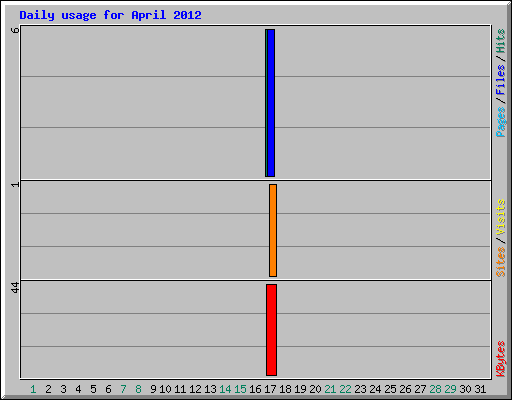 Daily usage for April 2012
6
Pages / Files / Hits
1
Sites / Visits
44
KBytes
1 2 3 4 5 6 7 8 9 10 11 12 13 14 15 16 17 18 19 20 21 22 23 24 25 26 27 28 29 30 31